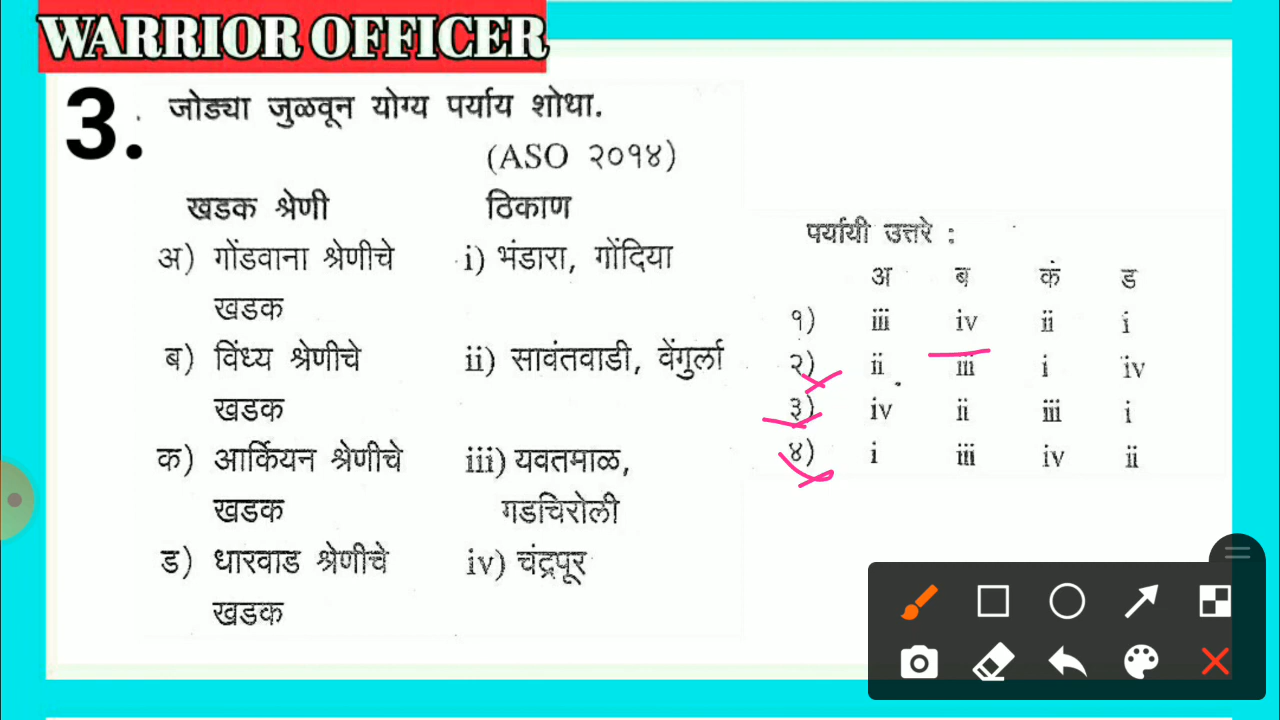 WARRIOR OFFICER
3. जोड्या जुळवून योग्य पर्याय शोधा.
(ASO २०१४)
खडक श्रेणी ठिकाण
अ) गोंडवाना श्रेणीचे i) भंडारा, गोंदिया
खडक
ब) विंध्य श्रेणीचे ii) सावंतवाडी, वेंगुर्ला
खडक
क) आर्कियन श्रेणीचे iii) यवतमाळ,
खडक गडचिरोली
ड) धारवाड श्रेणीचे iv) चंद्रपूर
खडक
पर्यायी उत्तरे :
अ ब कं ड
१) iii iv ii i
२) ii iii i iv
३) iv ii iii i
४) i iii iv ii